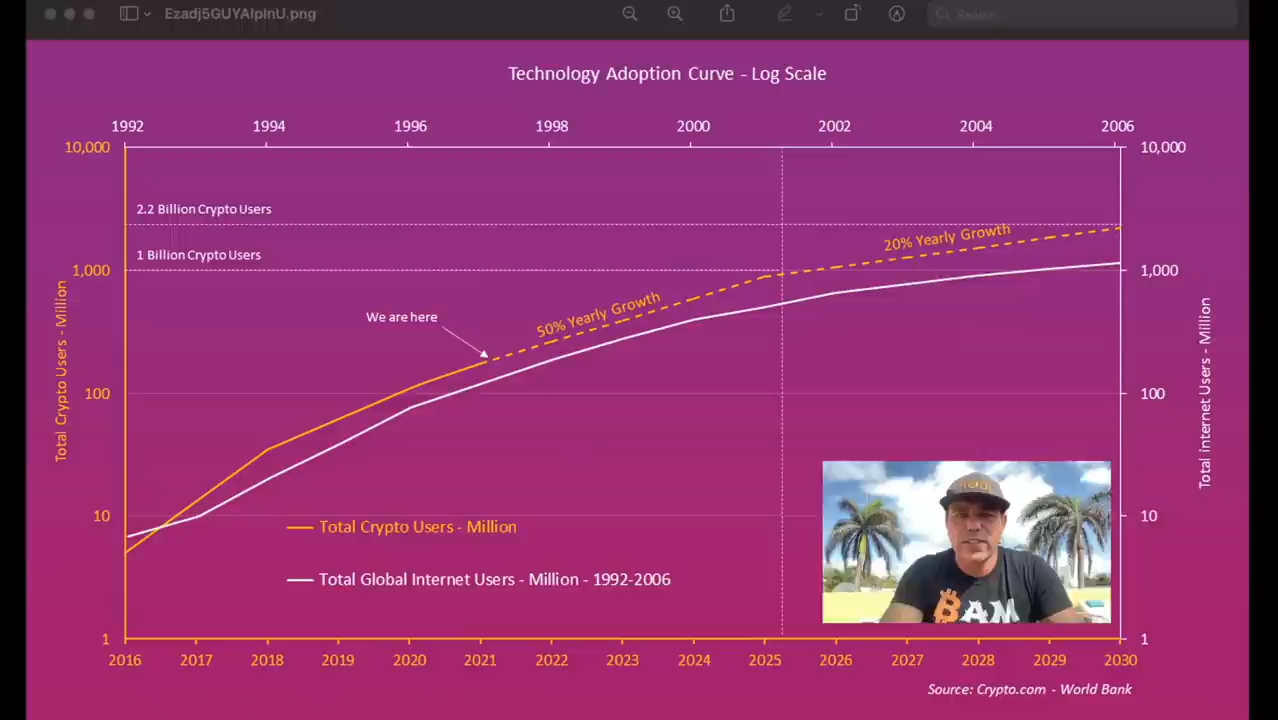 Ezadj5GUYAIpInU.png
Search
Technology Adoption Curve - Log Scale
1992 1994 1996 1998 2000 2002 2004 2006
10,000 10,000
2.2 Billion Crypto Users
20% Yearly Growth
1 Billion Crypto Users
1,000 1,000
Total Crypto Users - Million
Total internet Users - Million
50% Yearly Growth
We are here
100 100
10 10
Total Crypto Users - Million
Total Global Internet Users - Million - 1992-2006
BAM
1 1
2016 2017 2018 2019 2020 2021 2022 2023 2024 2025 2026 2027 2028 2029 2030
Source: Crypto.com - World Bank